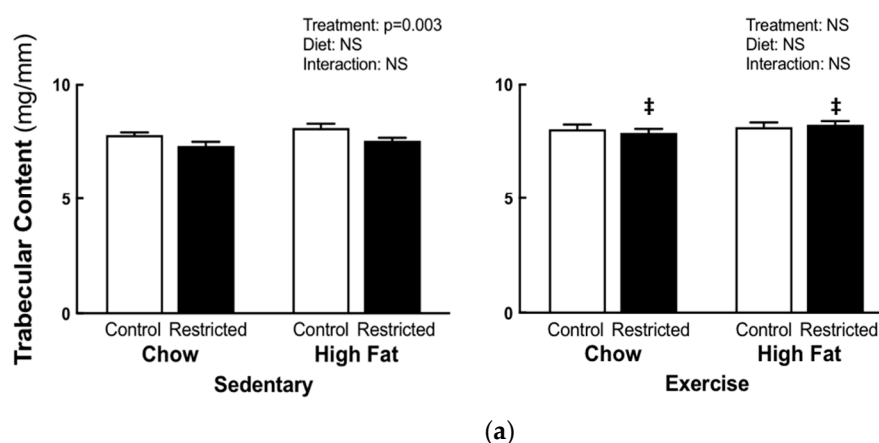 Treatment: p=0.003
Diet: NS
Interaction: NS
Treatment: NS
Diet: NS
Interaction: NS
Trabecular Content (mg/mm)
10
5
0
Control Restricted Control Restricted
Chow High Fat
Sedentary
10
5
0
‡ ‡
Control Restricted Control Restricted
Chow High Fat
Exercise
(a)